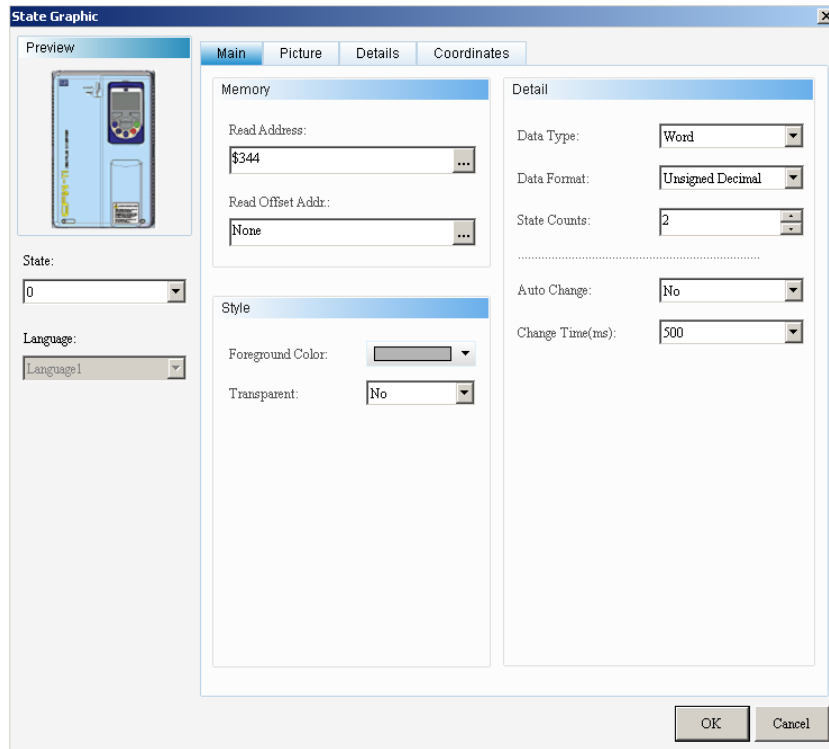 State Graphic
Preview
State:
0
Language:
Language1
Main
Picture
Details
Coordinates
Memory
Read Address:
$344
...
Read Offset Addr.:
None
...
Style
Foreground Color:
Transparent:
No
Detail
Data Type:
Word
Data Format:
Unsigned Decimal
State Counts:
2
Auto Change:
No
Change Time(ms):
500
OK
Cancel